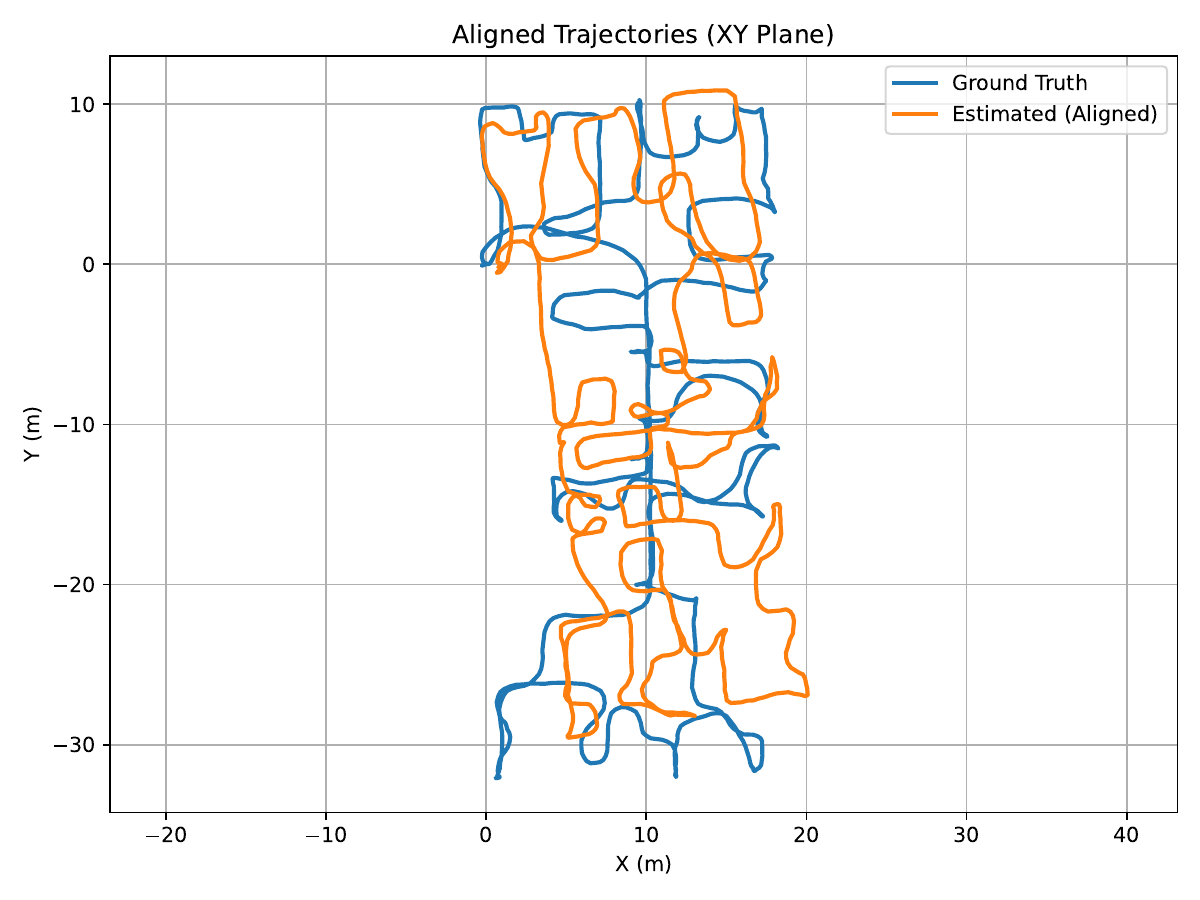 Aligned Trajectories (XY Plane)
Ground Truth
Estimated (Aligned)
10
0
−10
−20
−30
Y (m)
−20
−10
0
10
20
30
40
X (m)